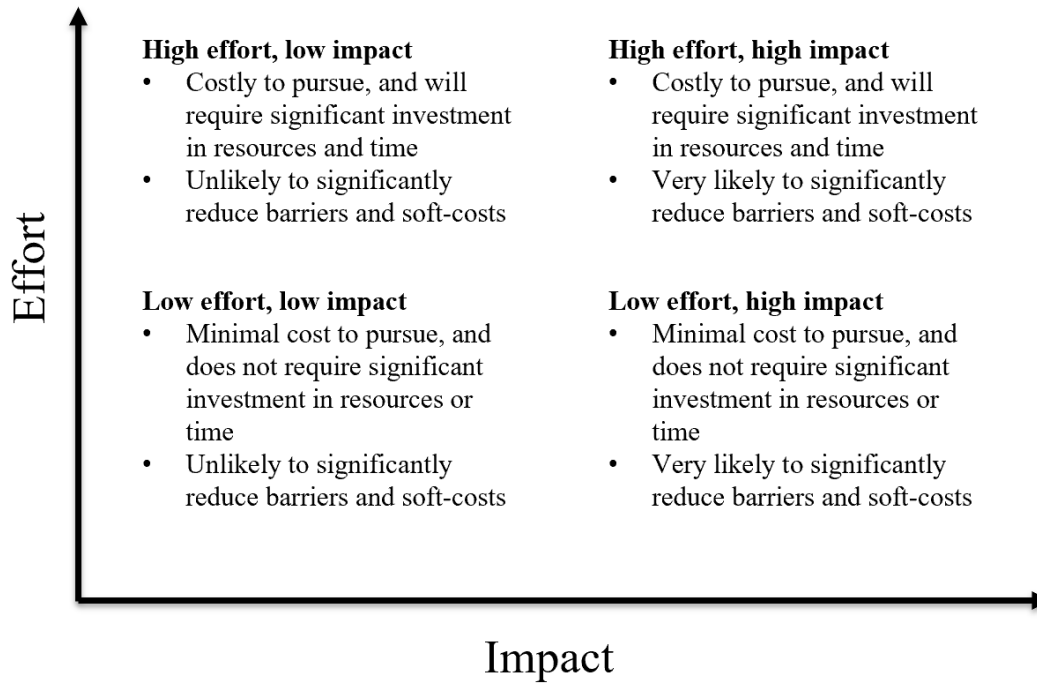 Effort
High effort, low impact
• Costly to pursue, and will
require significant investment
in resources and time
• Unlikely to significantly
reduce barriers and soft-costs
High effort, high impact
• Costly to pursue, and will
require significant investment
in resources and time
• Very likely to significantly
reduce barriers and soft-costs
Low effort, low impact
• Minimal cost to pursue, and
does not require significant
investment in resources or
time
• Unlikely to significantly
reduce barriers and soft-costs
Low effort, high impact
• Minimal cost to pursue, and
does not require significant
investment in resources or
time
• Very likely to significantly
reduce barriers and soft-costs
Impact